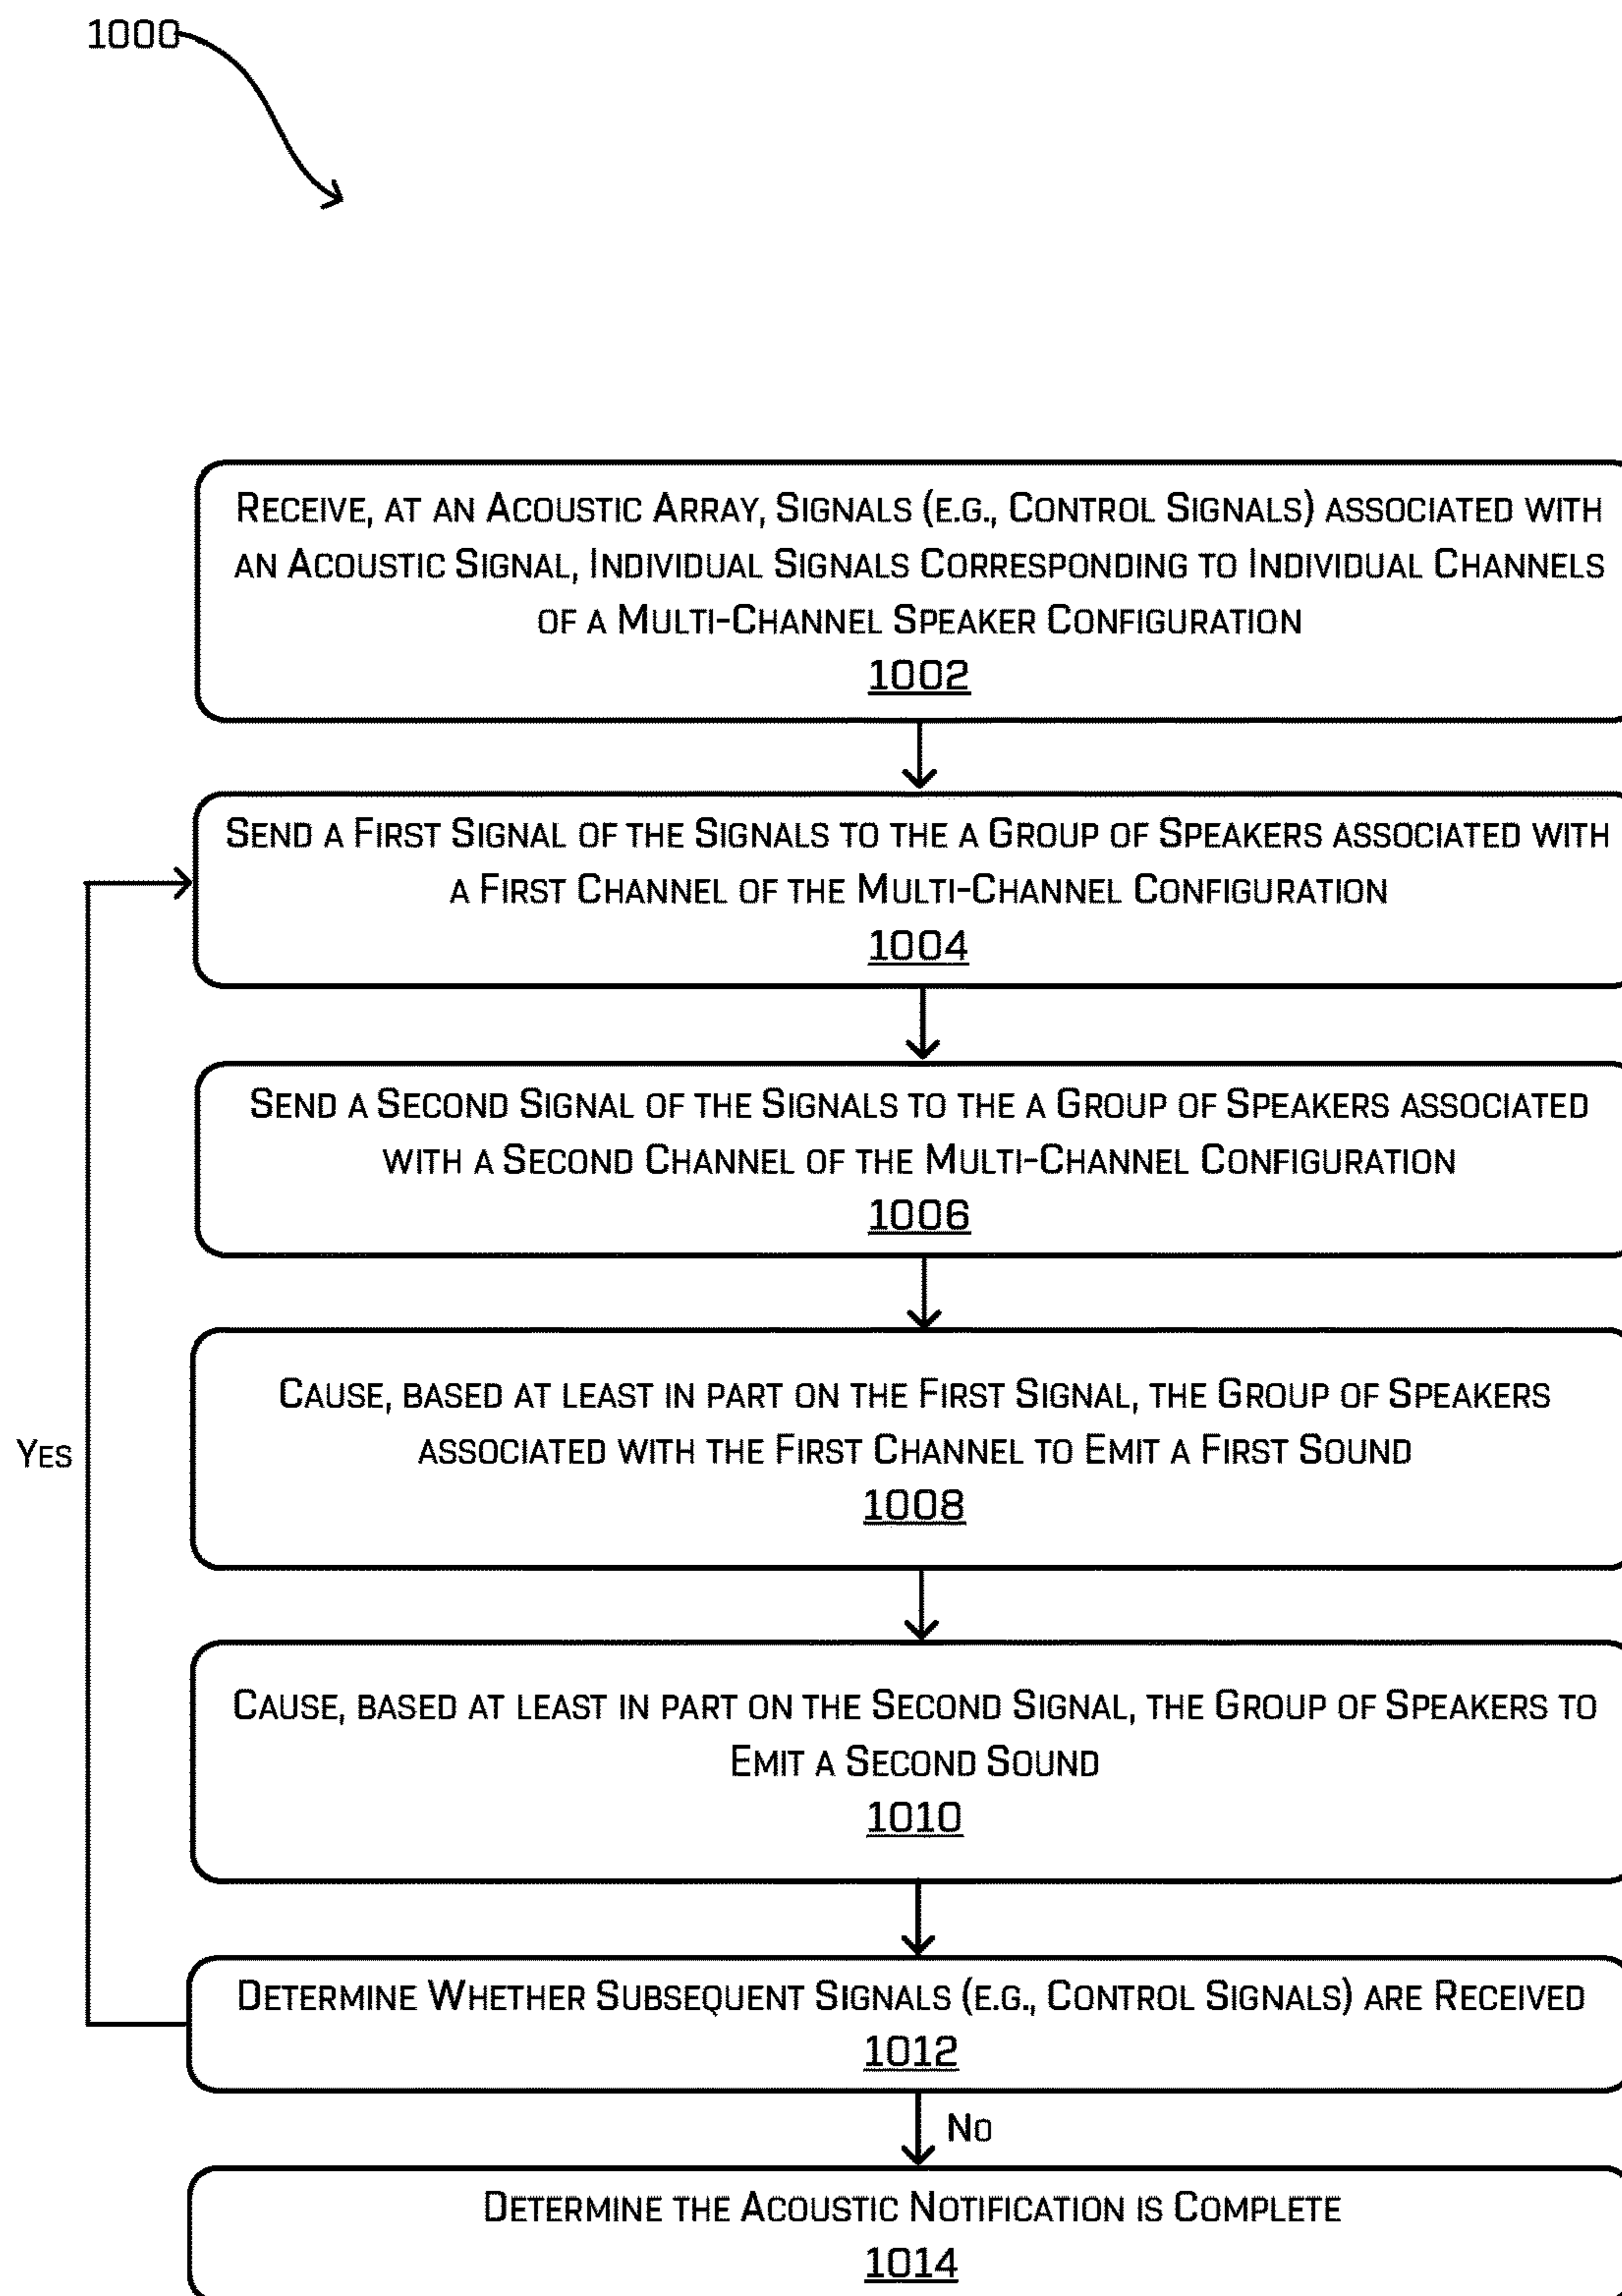 1000
Receive, at an Acoustic Array, Signals (e.g., Control Signals) associated with
an Acoustic Signal, Individual Signals Corresponding to Individual Channels
of a Multi-Channel Speaker Configuration
1002
Send a First Signal of the Signals to the a Group of Speakers associated with
a First Channel of the Multi-Channel Configuration
1004
Send a Second Signal of the Signals to the a Group of Speakers associated
with a Second Channel of the Multi-Channel Configuration
1006
Cause, based at least in part on the First Signal, the Group of Speakers
associated with the First Channel to Emit a First Sound
1008
Yes
Cause, based at least in part on the Second Signal, the Group of Speakers to
Emit a Second Sound
1010
Determine Whether Subsequent Signals (e.g., Control Signals) are Received
1012
No
Determine the Acoustic Notification is Complete
1014